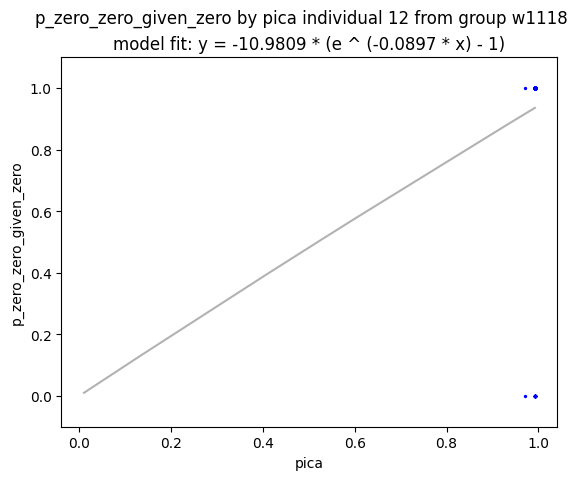 p_zero_zero_given_zero by pica individual 12 from group w1118
model fit: y = -10.9809 * (e ^ (-0.0897 * x) - 1)
p_zero_zero_given_zero
1.0
0.8
0.6
0.4
0.2
0.0
0.0 0.2 0.4 0.6 0.8 1.0
pica